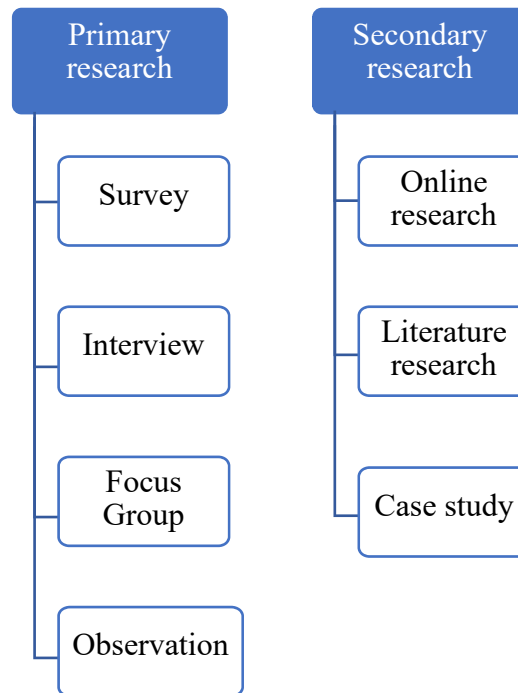 Primary
research
Survey
Interview
Focus
Group
Observation
Secondary
research
Online
research
Literature
research
Case study